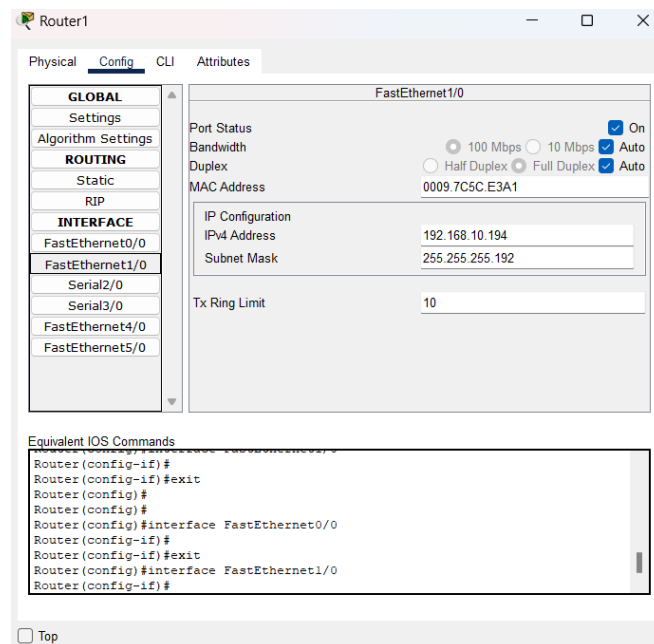 Router1
Physical Config CLI Attributes
GLOBAL
Settings
Algorithm Settings
ROUTING
Static
RIP
INTERFACE
FastEthernet0/0
FastEthernet1/0
Serial2/0
Serial3/0
FastEthernet4/0
FastEthernet5/0
FastEthernet1/0
Port Status On
Bandwidth 100 Mbps 10 Mbps Auto
Duplex Half Duplex Full Duplex Auto
MAC Address 0009.7C5C.E3A1
IP Configuration
IPv4 Address 192.168.10.194
Subnet Mask 255.255.255.192
Tx Ring Limit 10
Equivalent IOS Commands
Router(config)#interface FastEthernet1/0
Router(config-if)#
Router(config-if)#exit
Router(config)#
Router(config)#
Router(config)#interface FastEthernet0/0
Router(config-if)#
Router(config-if)#exit
Router(config)#interface FastEthernet1/0
Router(config-if)#
Top